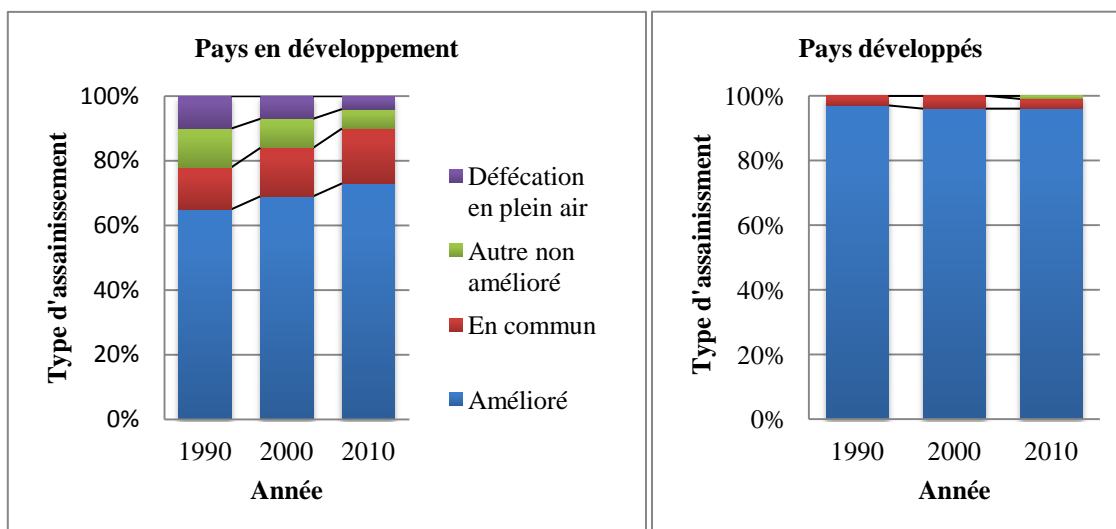 Pays en développement
Type d'assainissement
100%
80%
60%
40%
20%
0%
1990 2000 2010
Année
Défécation
en plein air
Autre non
amélioré
En commun
Amélioré
Pays développés
Type d'assainissment
100%
80%
60%
40%
20%
0%
1990 2000 2010
Année